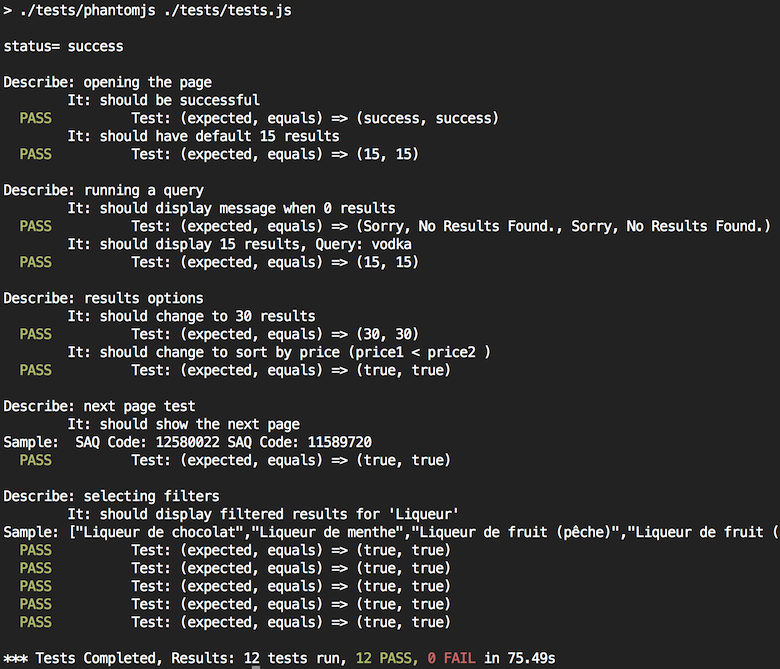 > ./tests/phantomjs ./tests/tests.js
status= success
Describe: opening the page
It: should be successful
PASS Test: (expected, equals) => (success, success)
It: should have default 15 results
PASS Test: (expected, equals) => (15, 15)
Describe: running a query
It: should display message when 0 results
PASS Test: (expected, equals) => (Sorry, No Results Found., Sorry, No Results Found.)
It: should display 15 results, Query: vodka
PASS Test: (expected, equals) => (15, 15)
Describe: results options
It: should change to 30 results
PASS Test: (expected, equals) => (30, 30)
It: should change to sort by price (price1 < price2 )
PASS Test: (expected, equals) => (true, true)
Describe: next page test
It: should show the next page
Sample:  SAQ Code: 12580022 SAQ Code: 11589720
PASS Test: (expected, equals) => (true, true)
Describe: selecting filters
It: should display filtered results for 'Liqueur'
Sample: ["Liqueur de chocolat","Liqueur de menthe","Liqueur de fruit (pêche)","Liqueur de fruit (
PASS Test: (expected, equals) => (true, true)
PASS Test: (expected, equals) => (true, true)
PASS Test: (expected, equals) => (true, true)
PASS Test: (expected, equals) => (true, true)
PASS Test: (expected, equals) => (true, true)
*** Tests Completed, Results: 12 tests run, 12 PASS, 0 FAIL in 75.49s